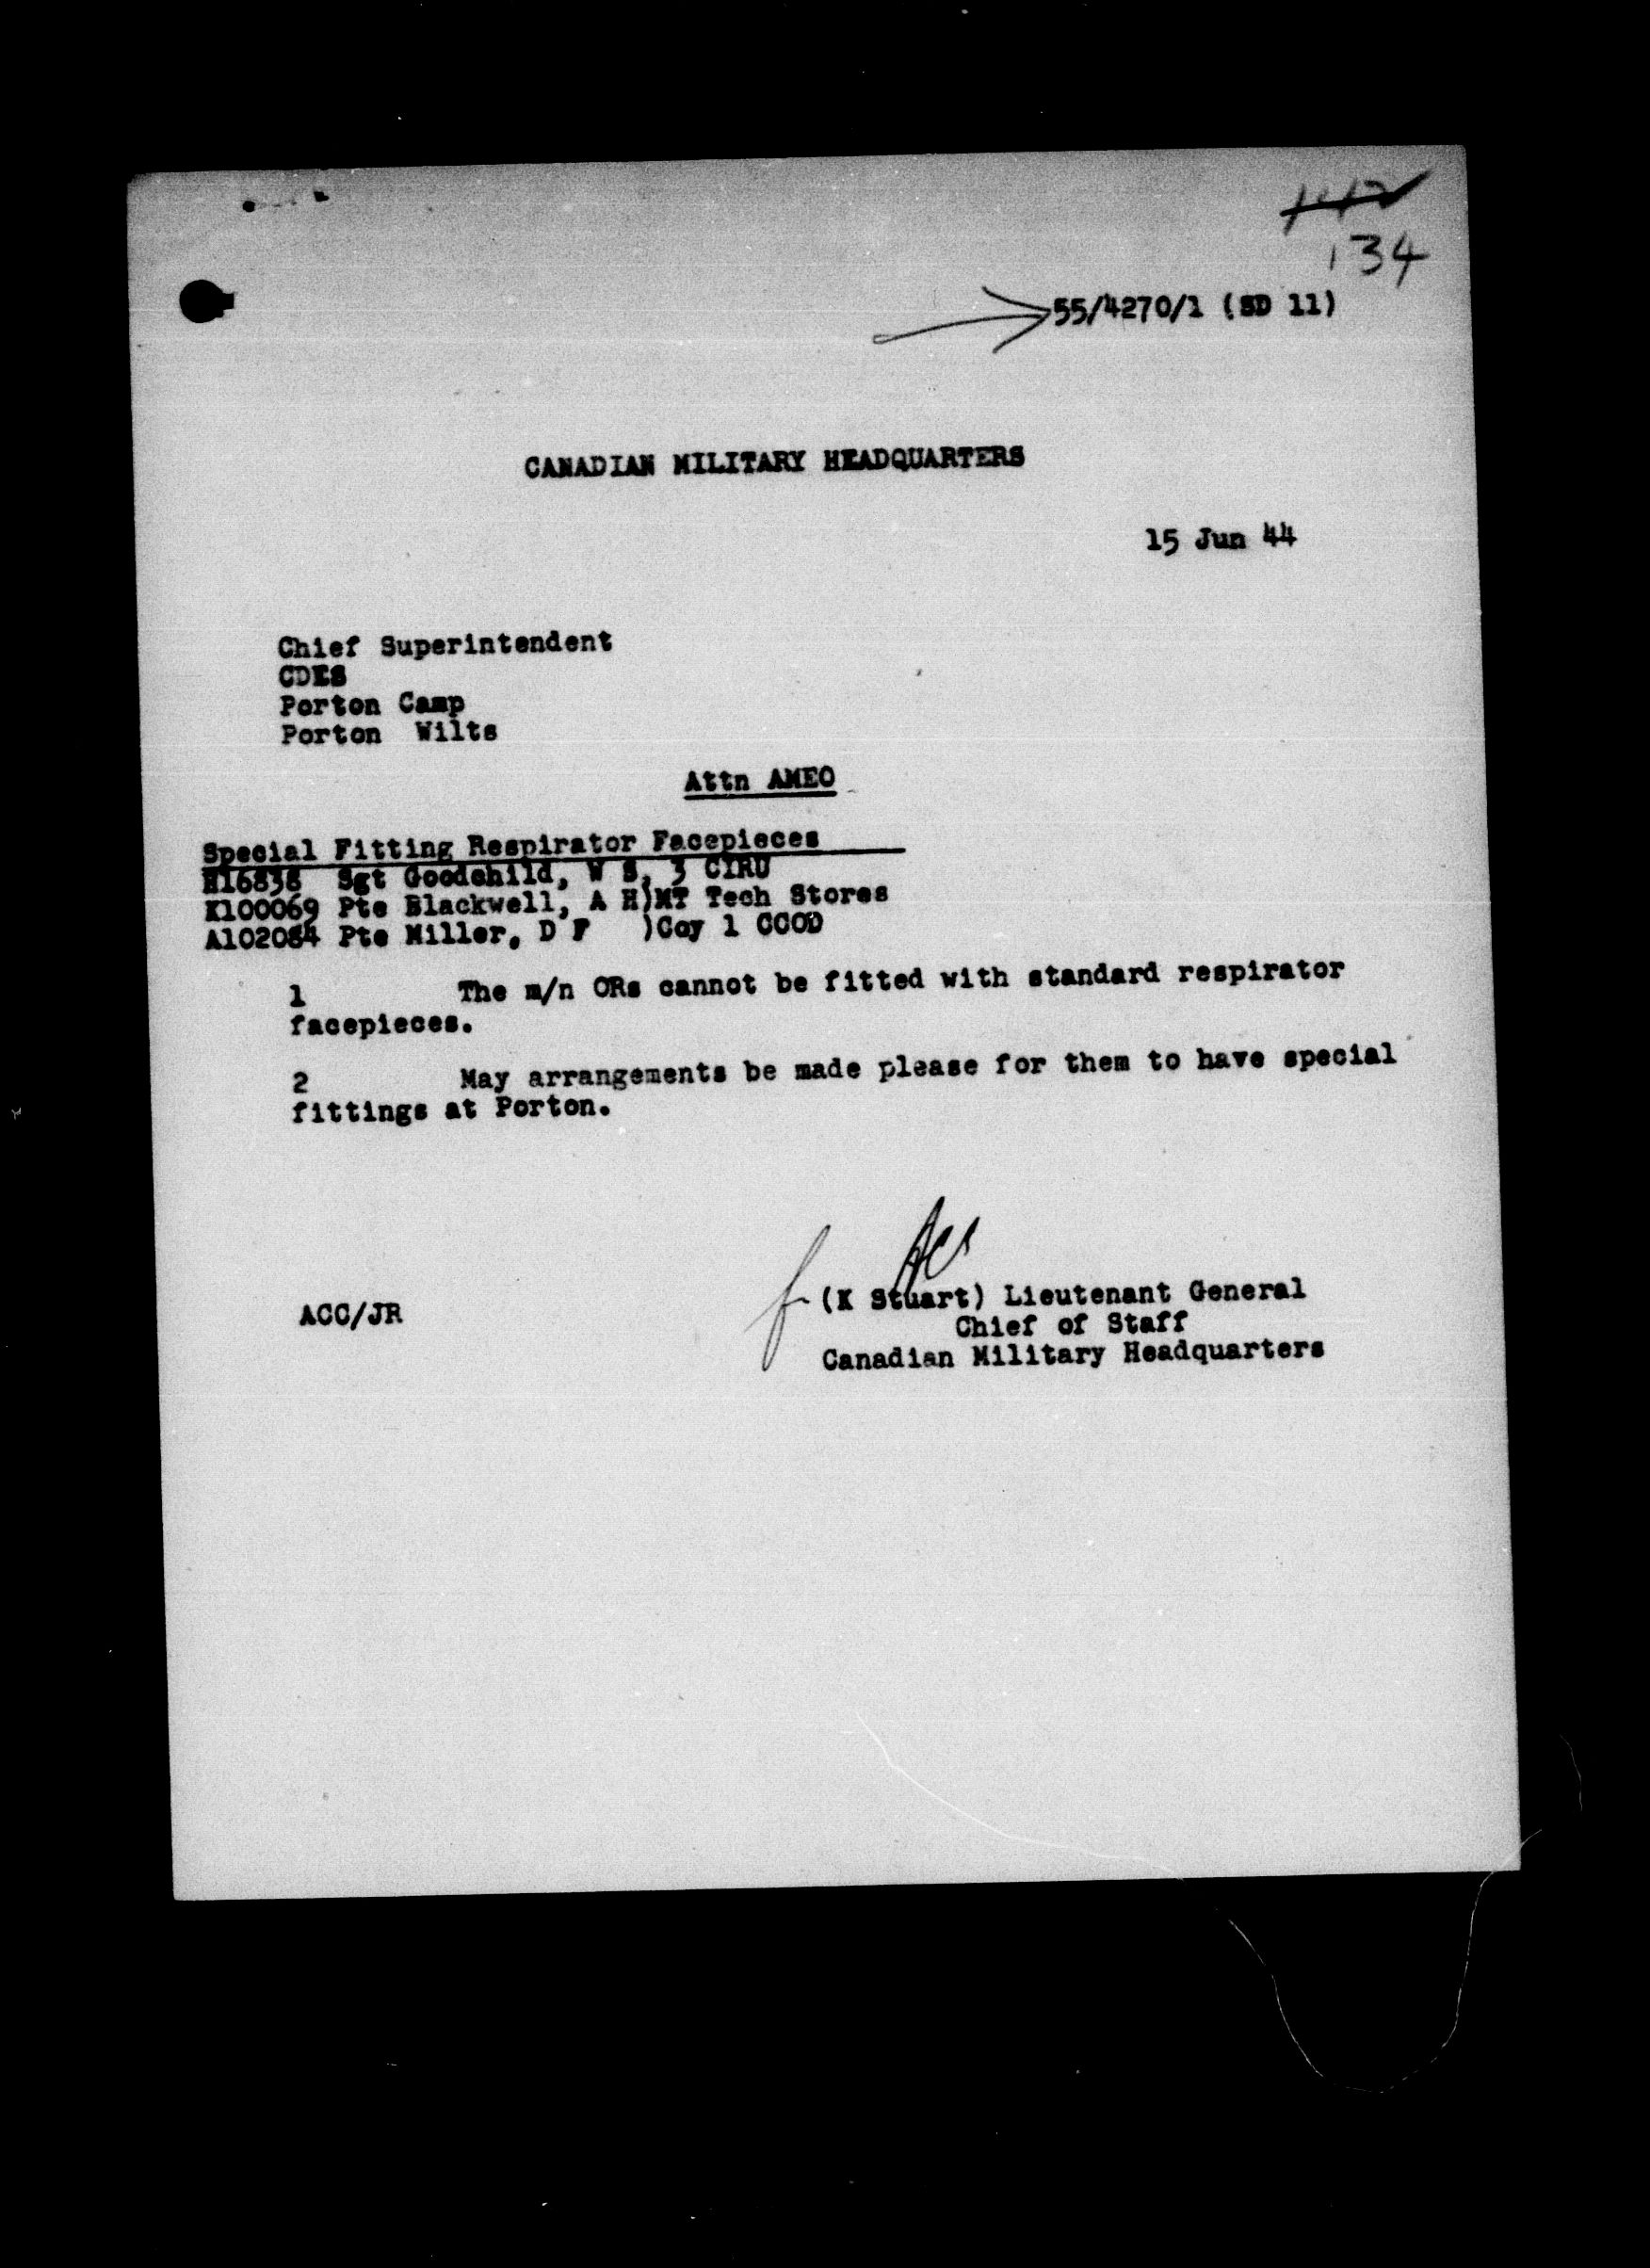 134
55/4270/1 (SD 11)
CANADIAN MILITARY HEADQUARTERS
15 Jun 44
Chief Superintendent
CDES
Porton Camp
Porton Wilts
Attn AMEO
Special Fitting Respirator Facepieces
H16838 Sgt Goodchild, W S, 3 CIRU
K100069 Pte Blackwell, A H)MT Tech Stores
A102084 Pte Miller, D F )Coy 1 CCOD
1 The m/n ORs cannot be fitted with standard respirator
facepieces.
2 May arrangements be made please for them to have special
fittings at Porton.
ACC/JR
(K Stuart) Lieutenant General
Chief of Staff
Canadian Military Headquarters